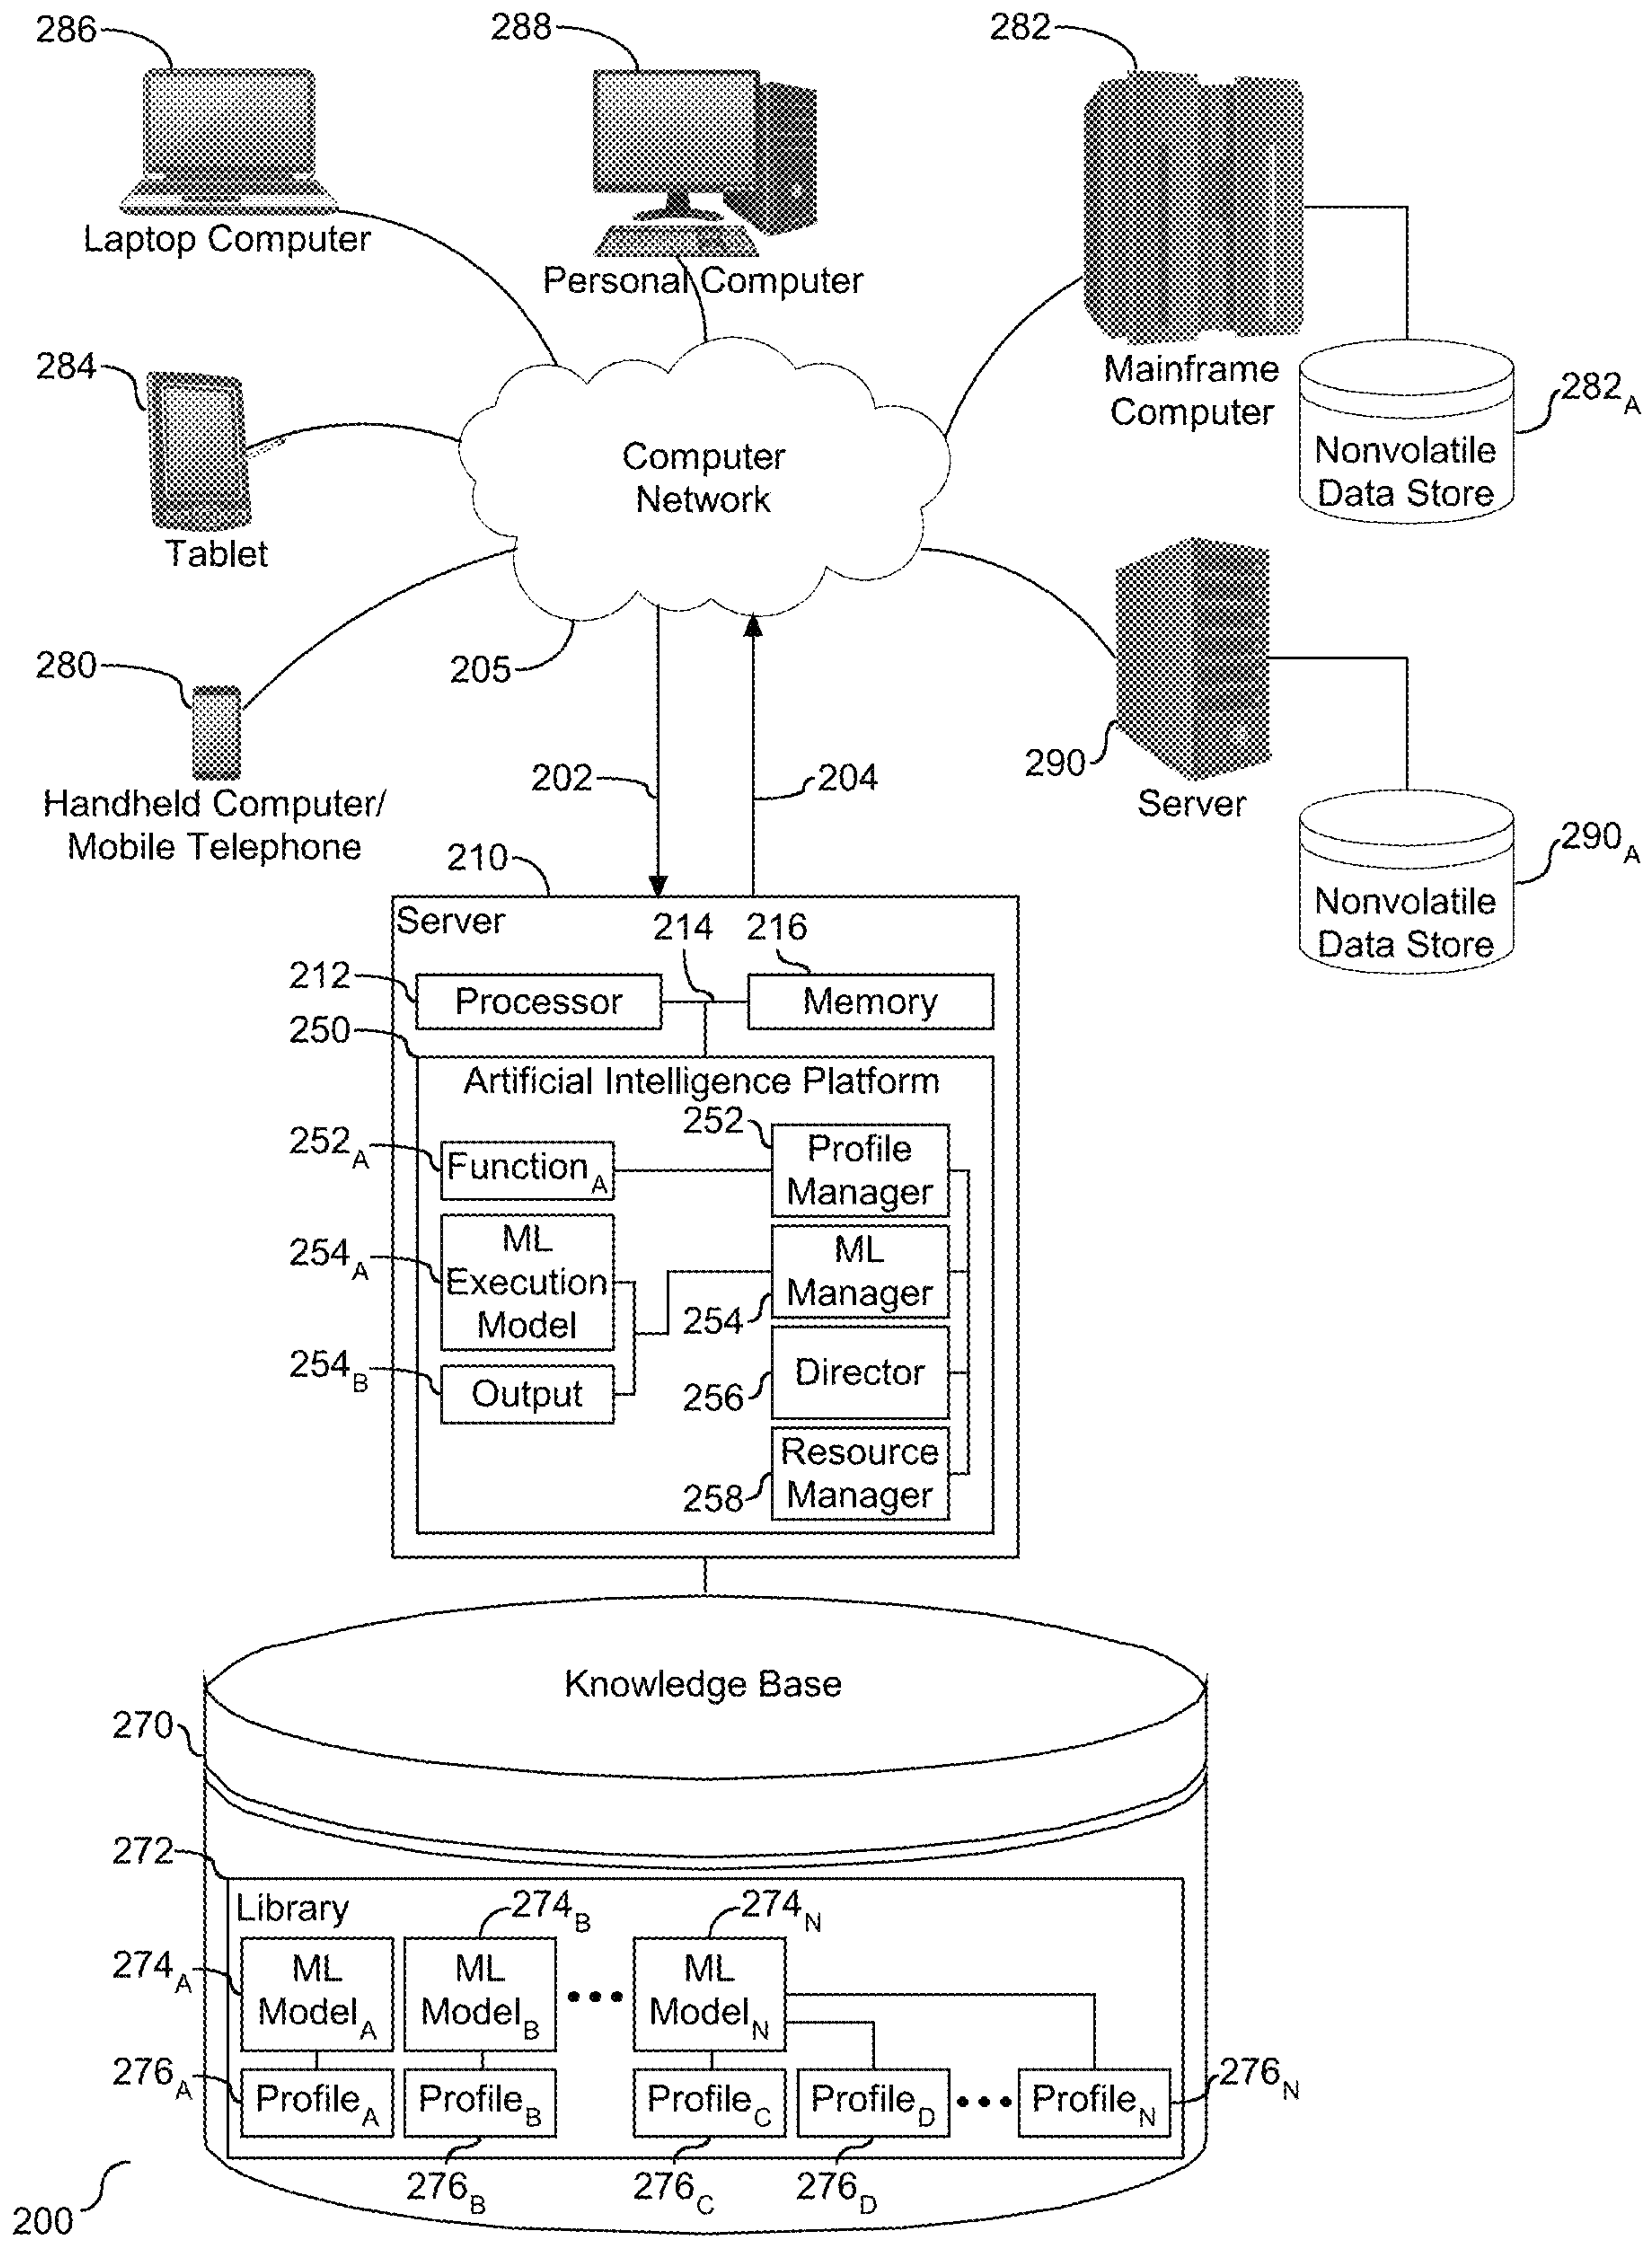 286
288
282
Laptop Computer
Personal Computer
284
Mainframe
Computer
282A
Computer
Network
Nonvolatile
Data Store
Tablet
280
205
290
202
204
Server
Handheld Computer/
Mobile Telephone
290A
Nonvolatile
Data Store
210
Server
214
216
212
Processor
Memory
250
Artificial Intelligence Platform
252
252A
FunctionA
Profile
Manager
254A
ML
Execution
Model
ML
Manager
254
254B
Output
Director
256
Resource
Manager
258
Knowledge Base
270
272
Library
274B
274N
274A
ML
ModelA
ML
ModelB
•••
ML
ModelN
276A
ProfileA
ProfileB
ProfileC
ProfileD
•••
ProfileN
276N
276B
276C
276D
200